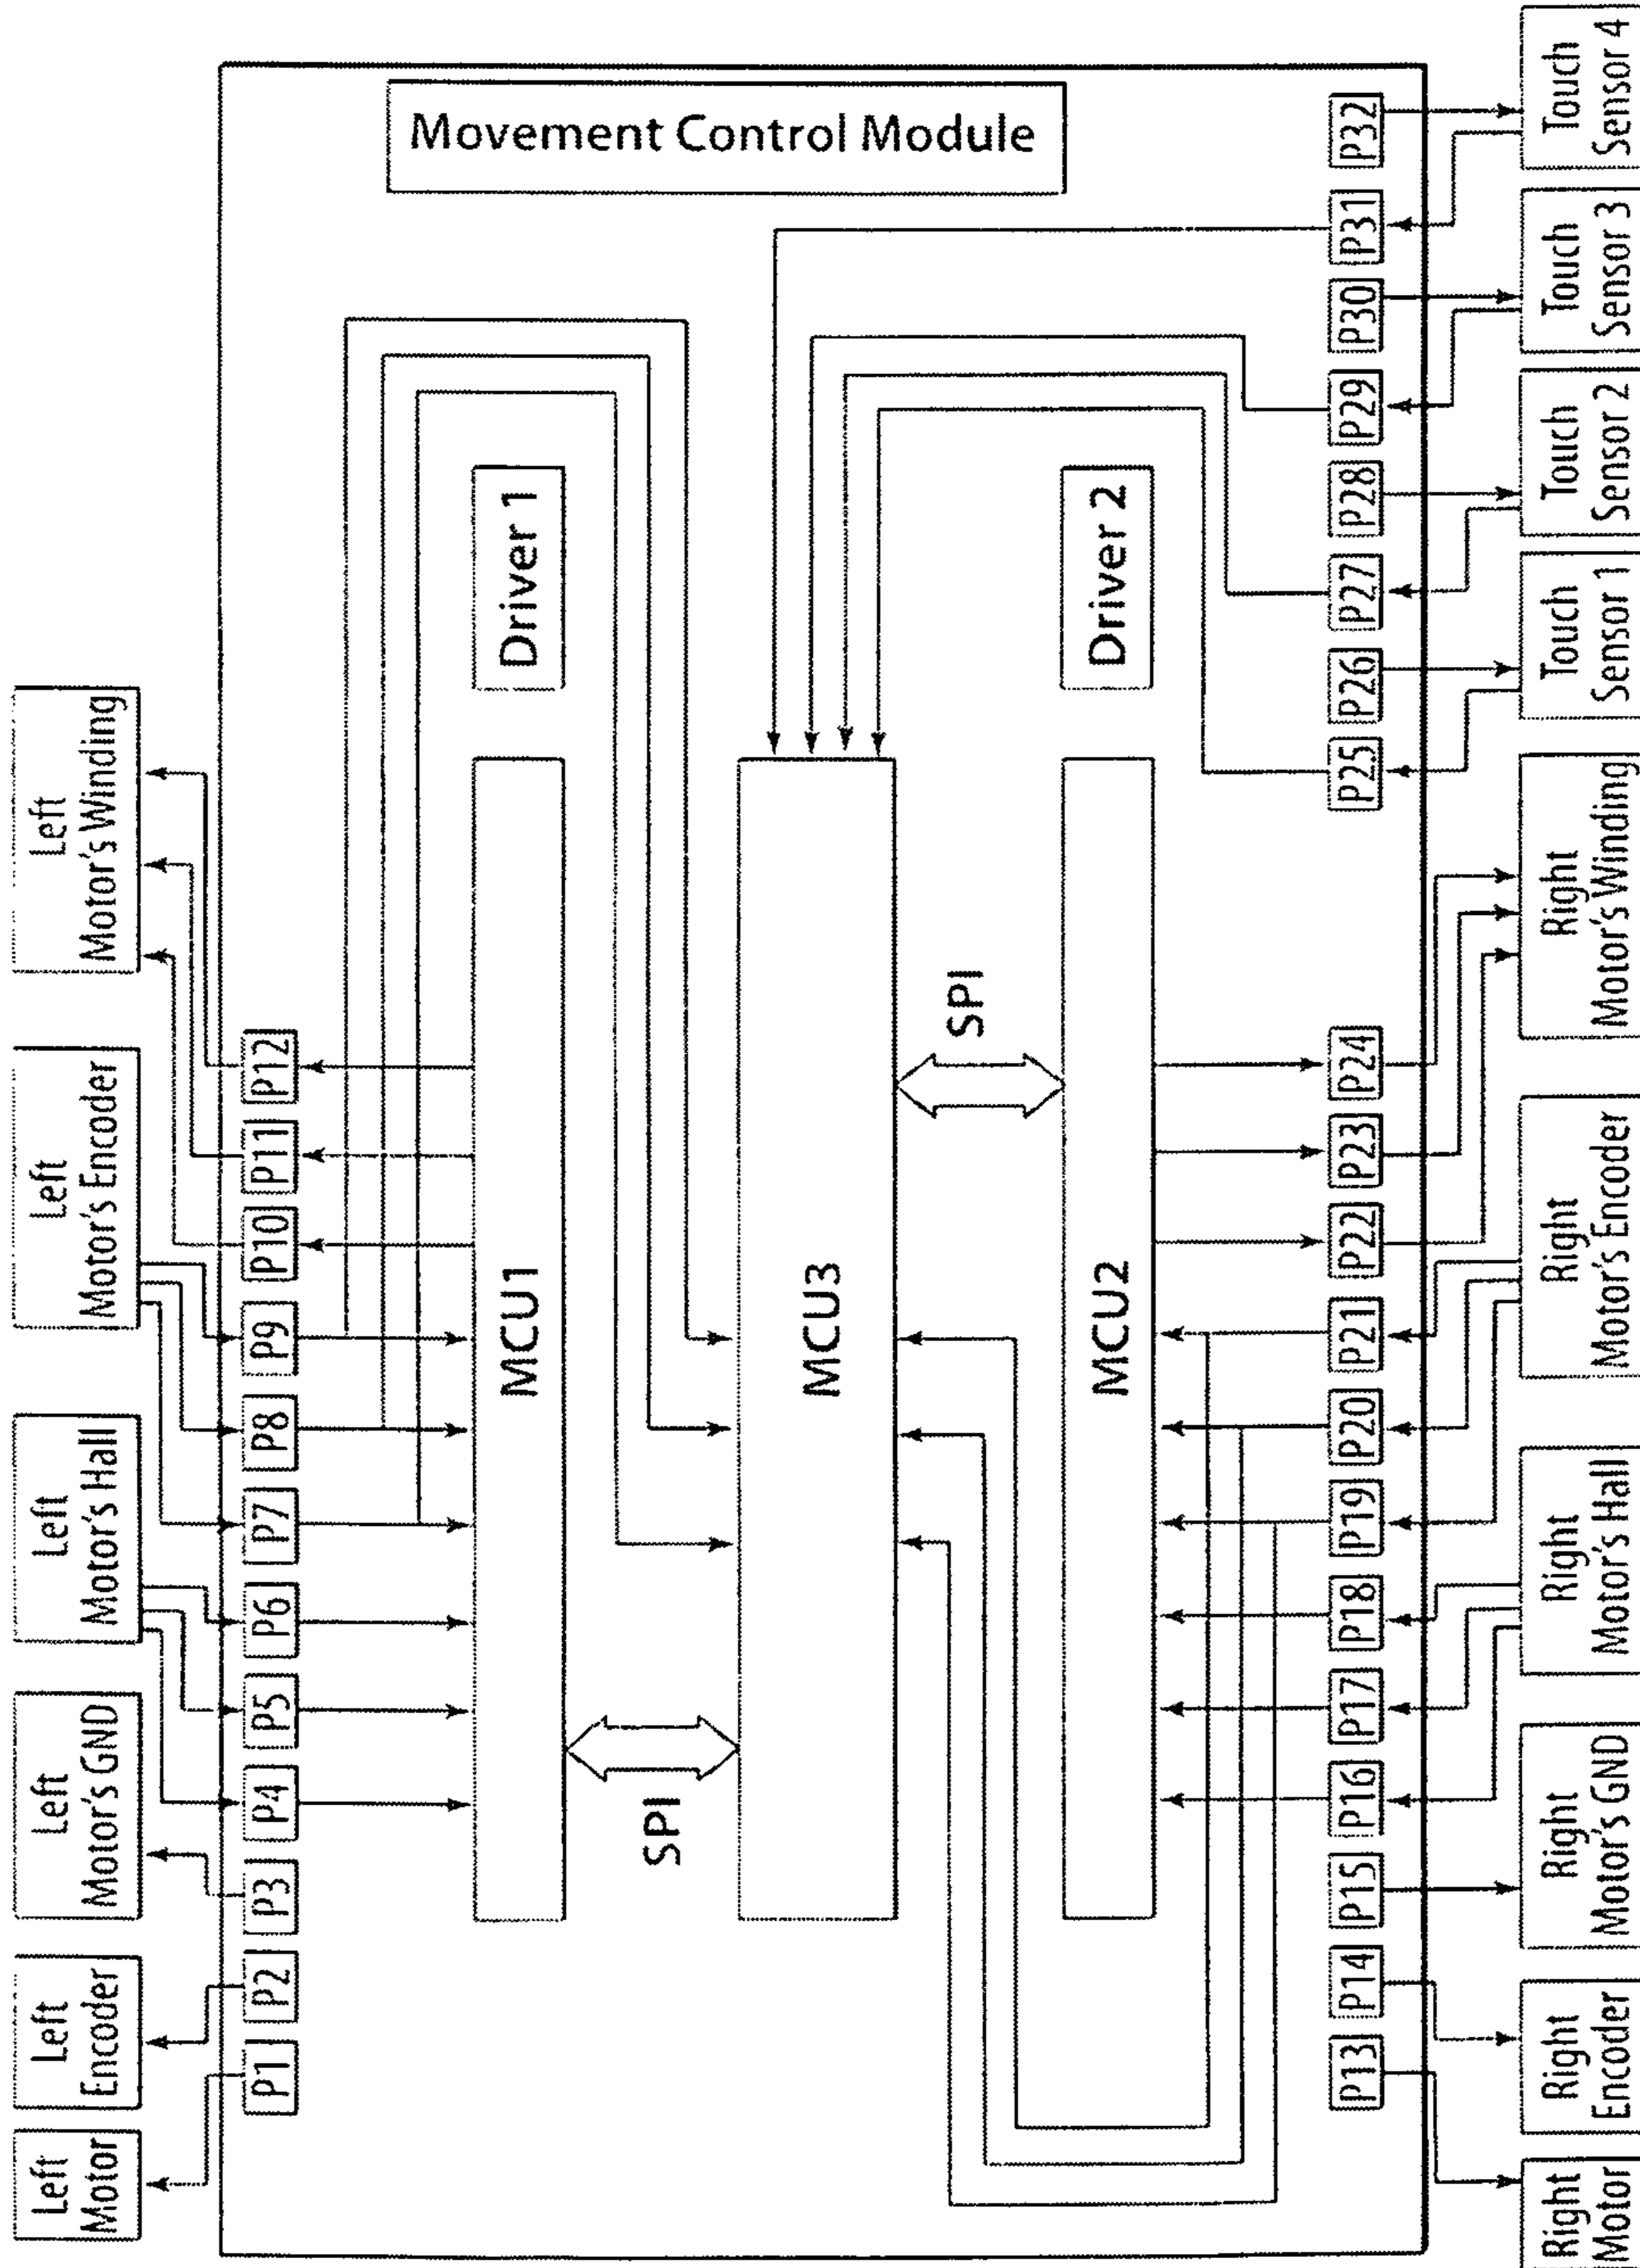 Movement Control Module
Left
Motor
Left
Encoder
Left
Motor's GND
Left
Motor's Hall
Left
Motor's Encoder
Left
Motor's Winding
P1
P2
P3
P4
P5
P6
P7
P8
P9
P10
P11
P12
MCU1
Driver 1
SPI
MCU3
SPI
MCU2
Driver 2
P13
P14
P15
P16
P17
P18
P19
P20
P21
P22
P23
P24
P25
P26
P27
P28
P29
P30
P31
P32
Right
Motor
Right
Encoder
Right
Motor's GND
Right
Motor's Hall
Right
Motor's Encoder
Right
Motor's Winding
Touch
Sensor 1
Touch
Sensor 2
Touch
Sensor 3
Touch
Sensor 4